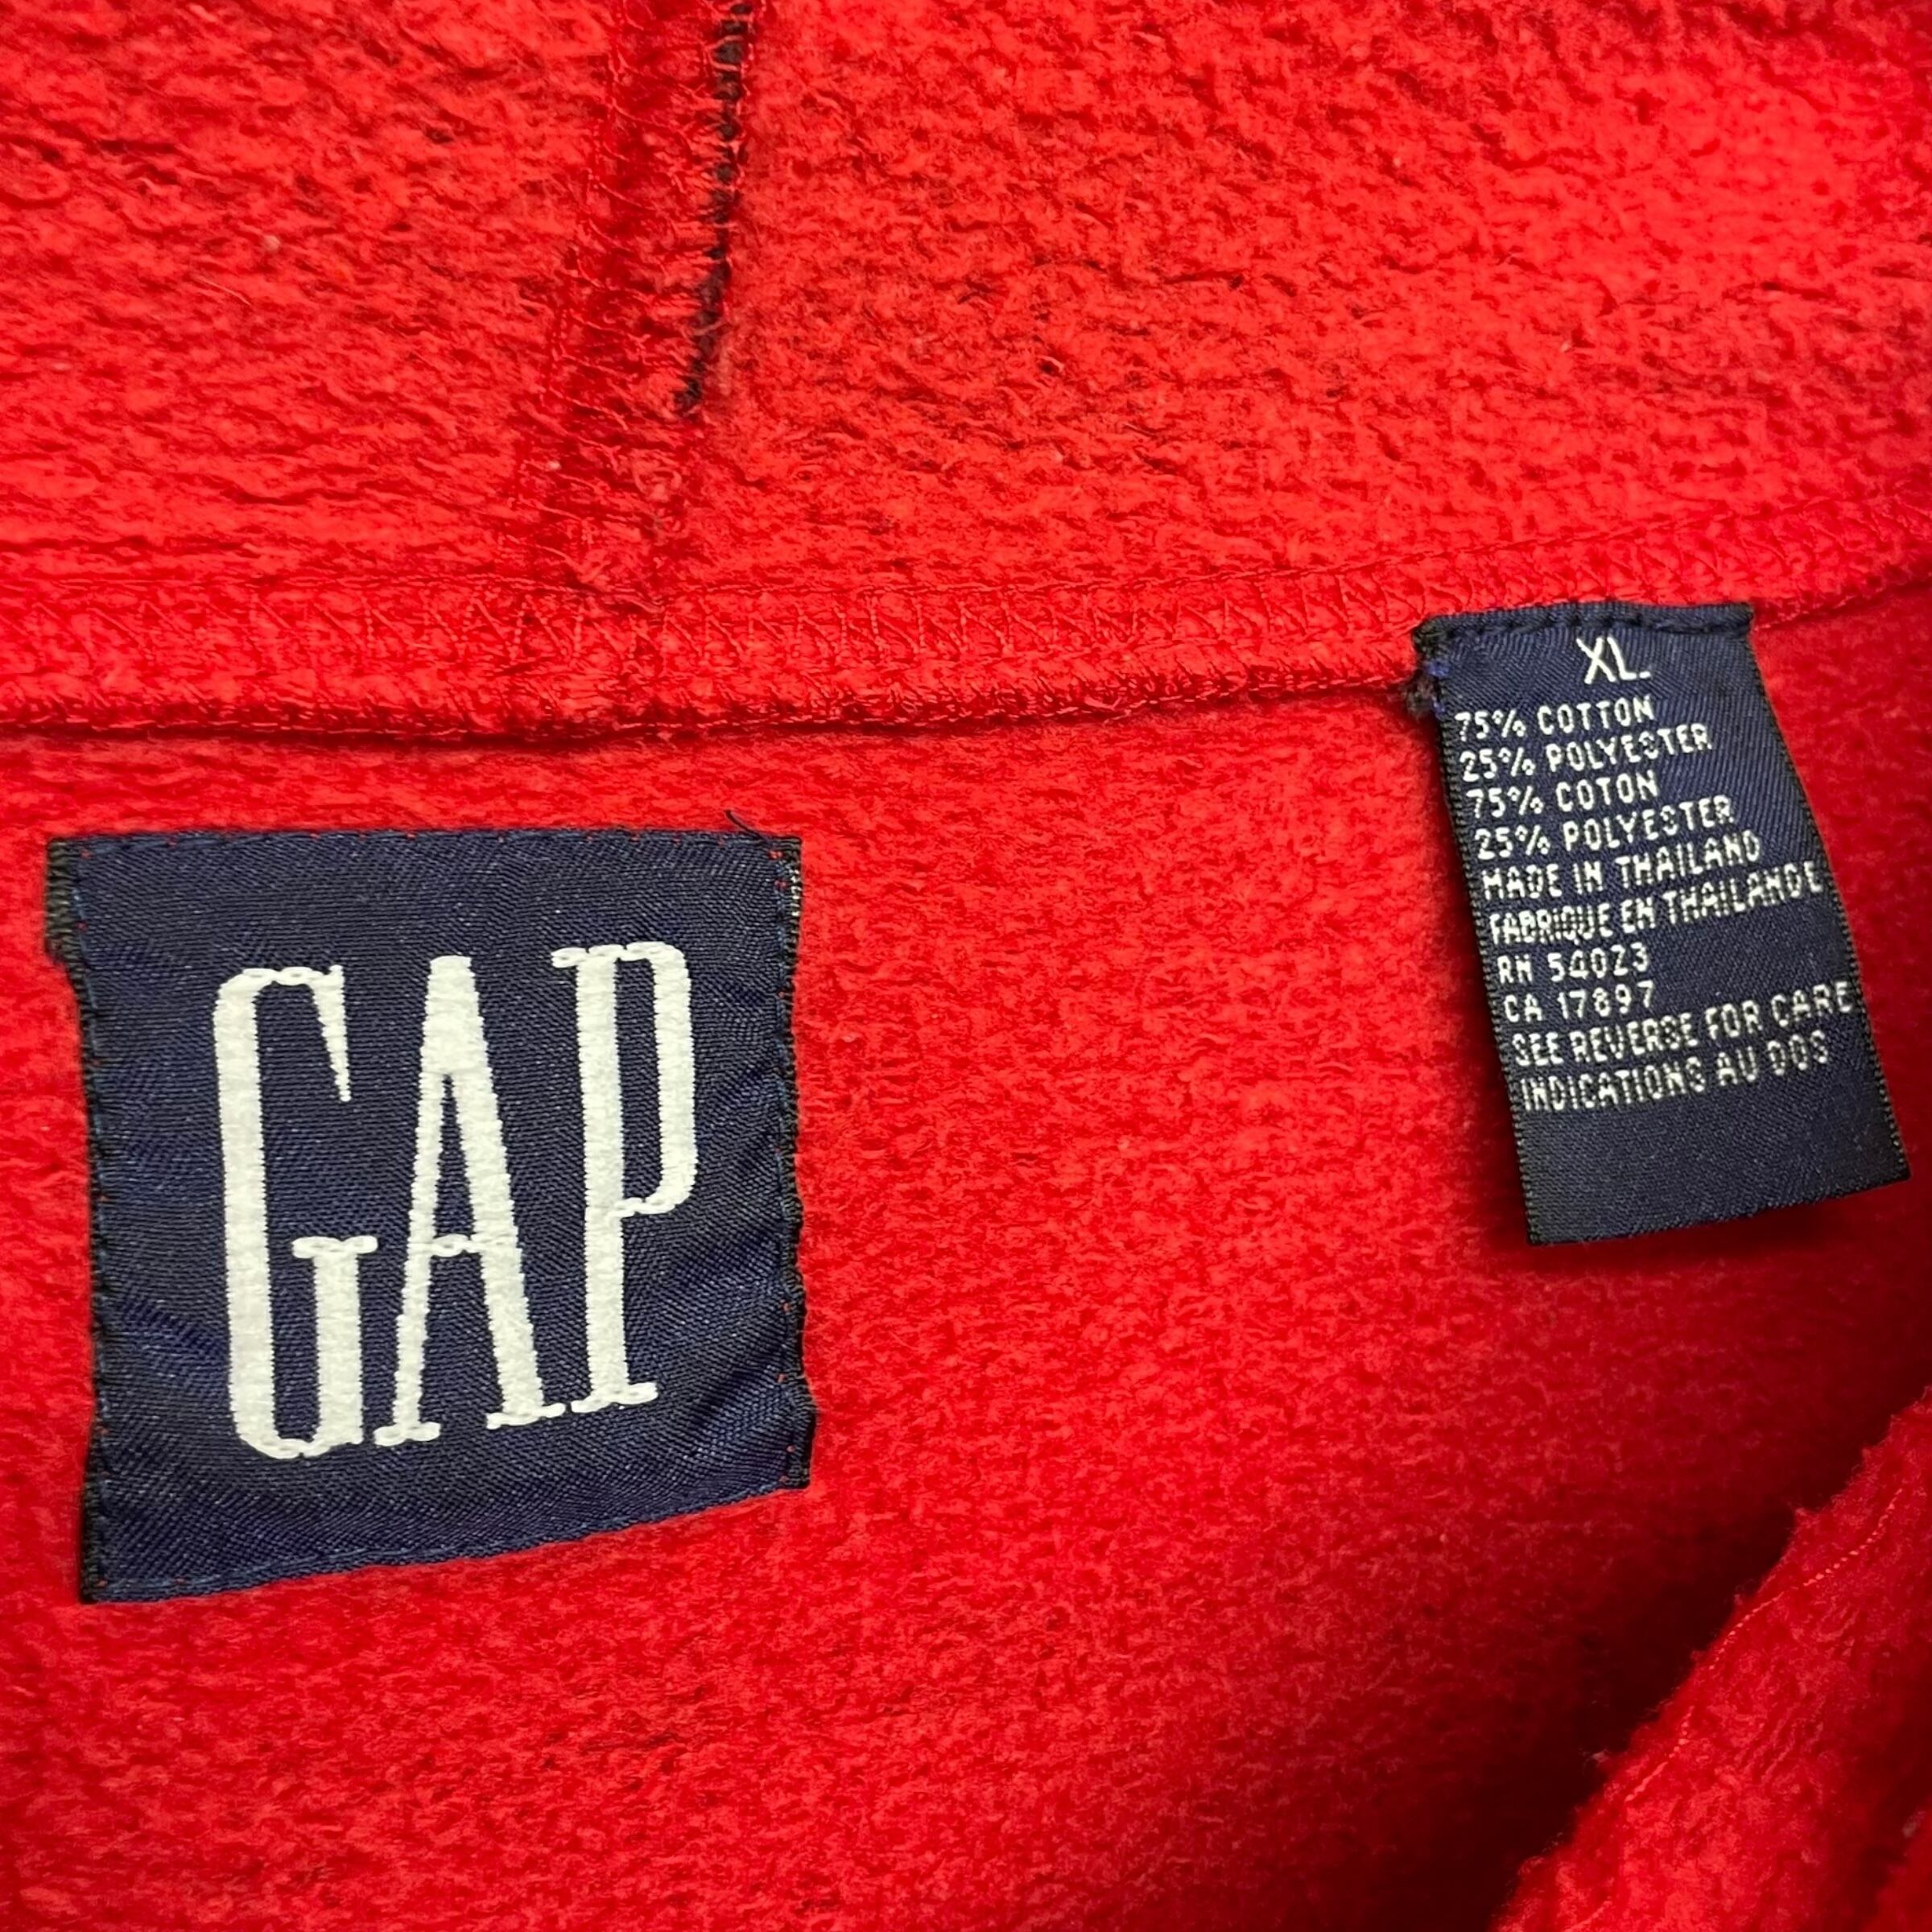 GAP
XL
75% COTTON
25% POLYESTER
75% COTON
25% POLYESTER
MADE IN THAILAND
FABRIQUE EN THAILANDE
RN 54023
CA 17897
SEE REVERSE FOR CARE
INDICATIONS AU DOS